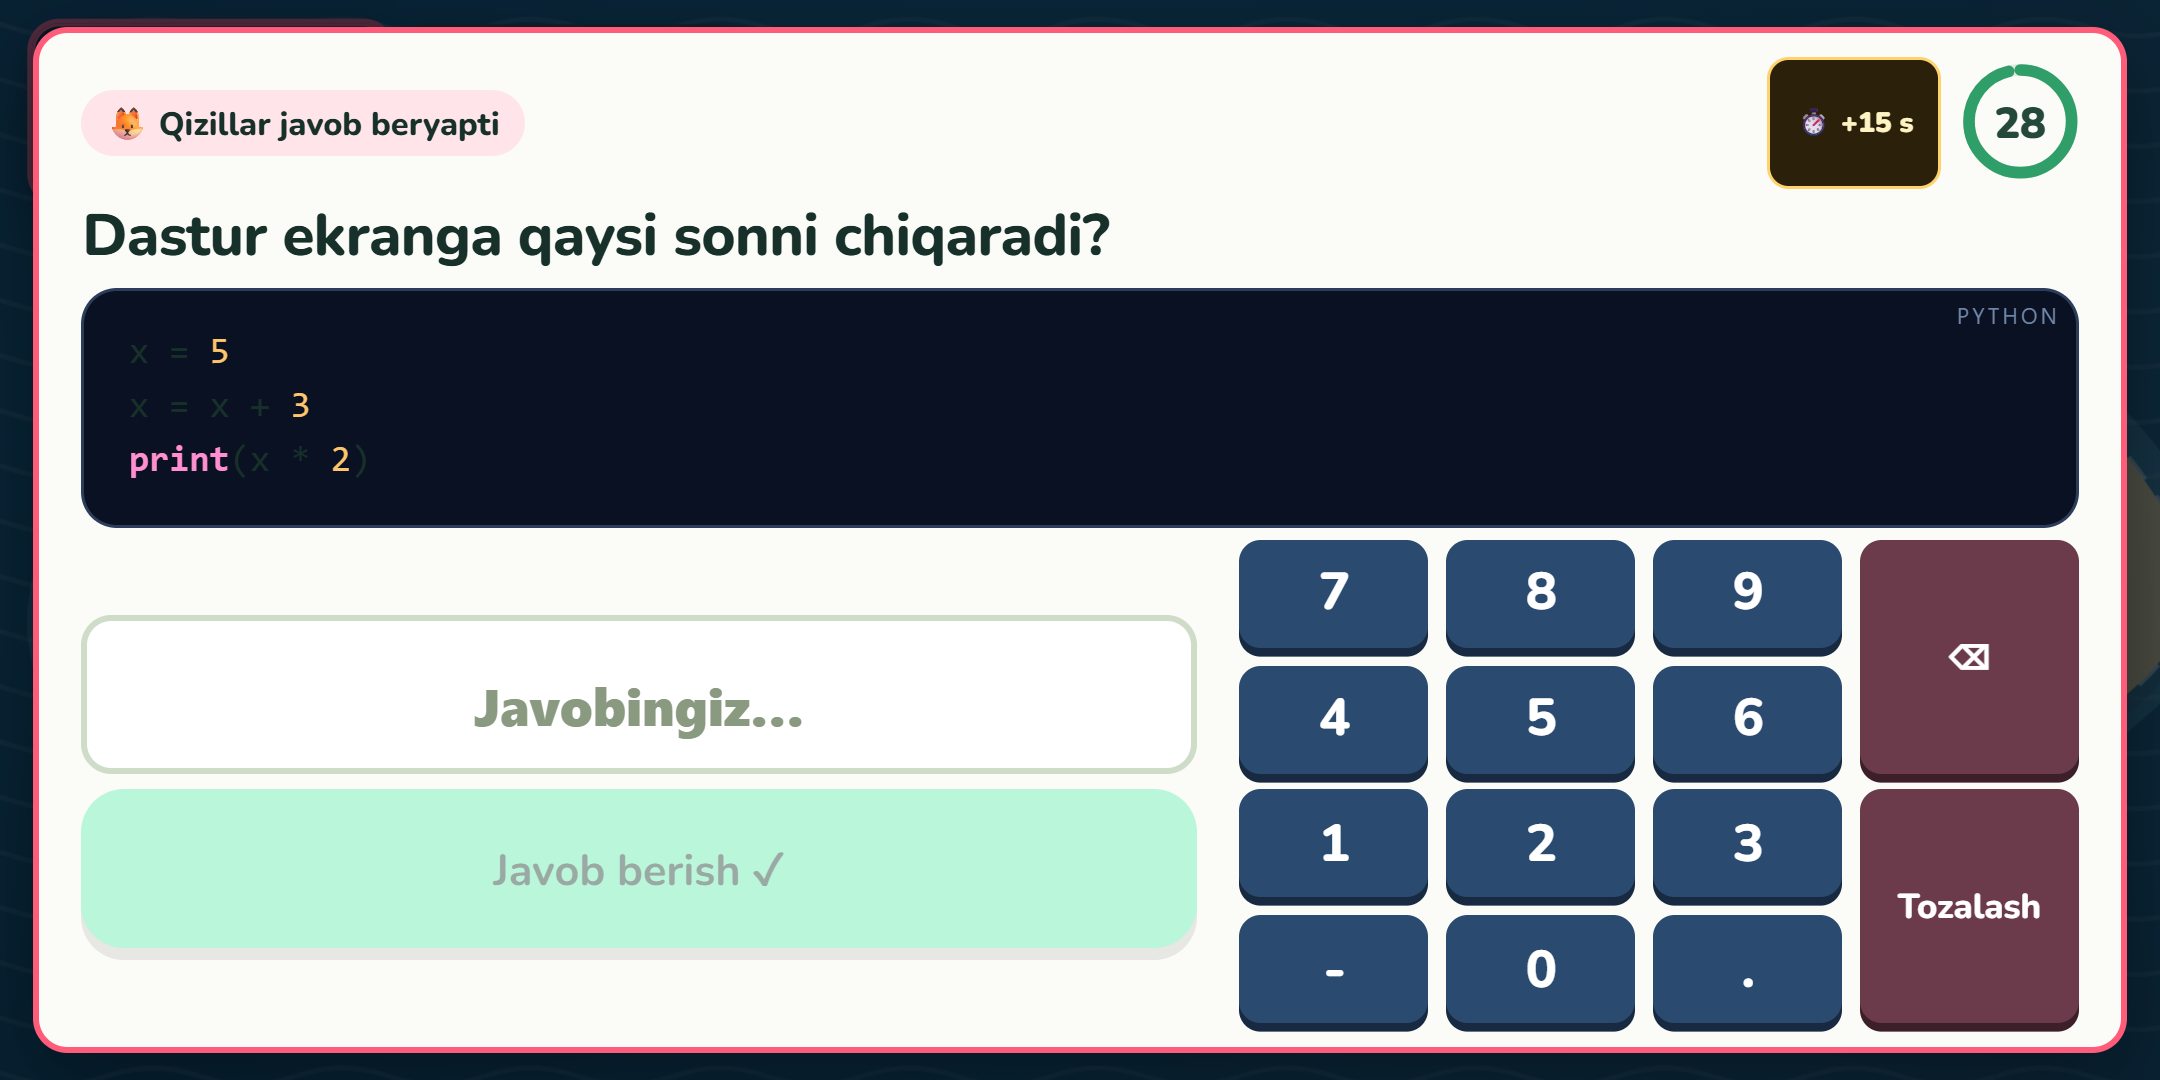 Qizillar javob beryapti
+15 s
28
Dastur ekranga qaysi sonni chiqaradi?
PYTHON
x = 5
x = x + 3
print(x * 2)
Javobingiz...
Javob berish ✓
7 8 9 ⌫
4 5 6
1 2 3 Tozalash
- 0 .